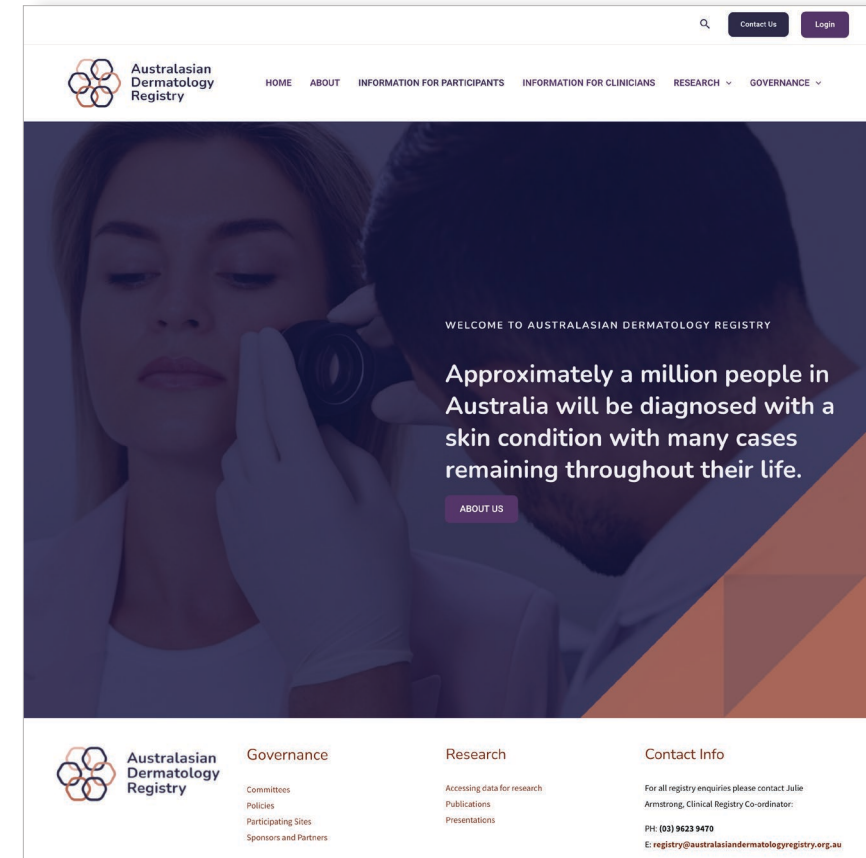 Contact Us
Login
Australasian
Dermatology
Registry
HOME ABOUT INFORMATION FOR PARTICIPANTS INFORMATION FOR CLINICIANS RESEARCH GOVERNANCE
WELCOME TO AUSTRALASIAN DERMATOLOGY REGISTRY
Approximately a million people in
Australia will be diagnosed with a
skin condition with many cases
remaining throughout their life.
ABOUT US
Australasian
Dermatology
Registry
Governance
Committees
Policies
Participating Sites
Sponsors and Partners
Research
Accessing data for research
Publications
Presentations
Contact Info
For all registry enquiries please contact Julie
Armstrong, Clinical Registry Co-ordinator:
PH: (03) 9623 9470
E: registry@australasiandermatologyregistry.org.au